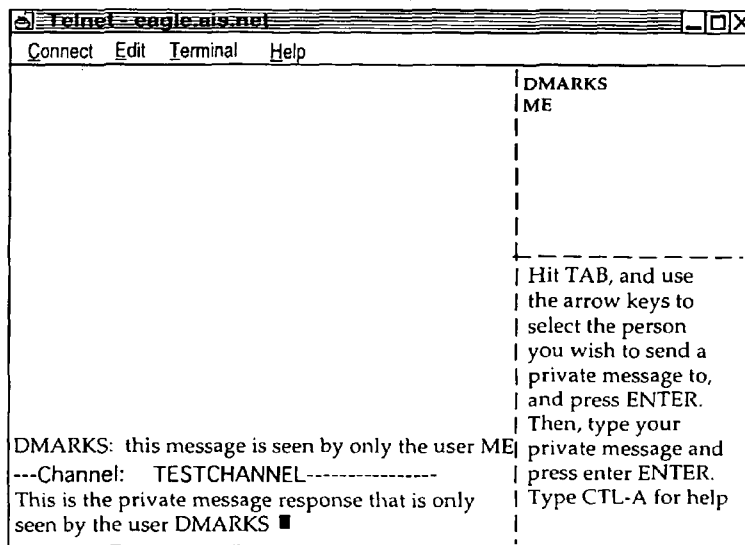 Telnet - eagle.ais.net
Connect Edit Terminal Help
DMARKS
ME
Hit TAB, and use
the arrow keys to
select the person
you wish to send a
private message to,
and press ENTER.
Then, type your
private message and
press enter ENTER.
Type CTL-A for help
DMARKS: this message is seen by only the user ME
---Channel: TESTCHANNEL----------------
This is the private message response that is only
seen by the user DMARKS